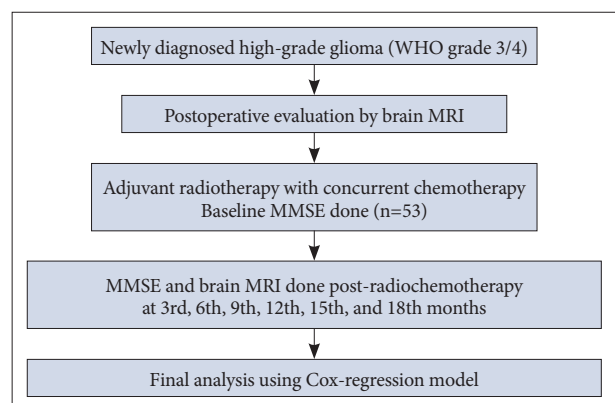 Newly diagnosed high-grade glioma (WHO grade 3/4)
Postoperative evaluation by brain MRI
Adjuvant radiotherapy with concurrent chemotherapy
Baseline MMSE done (n=53)
MMSE and brain MRI done post-radiochemotherapy
at 3rd, 6th, 9th, 12th, 15th, and 18th months
Final analysis using Cox-regression model